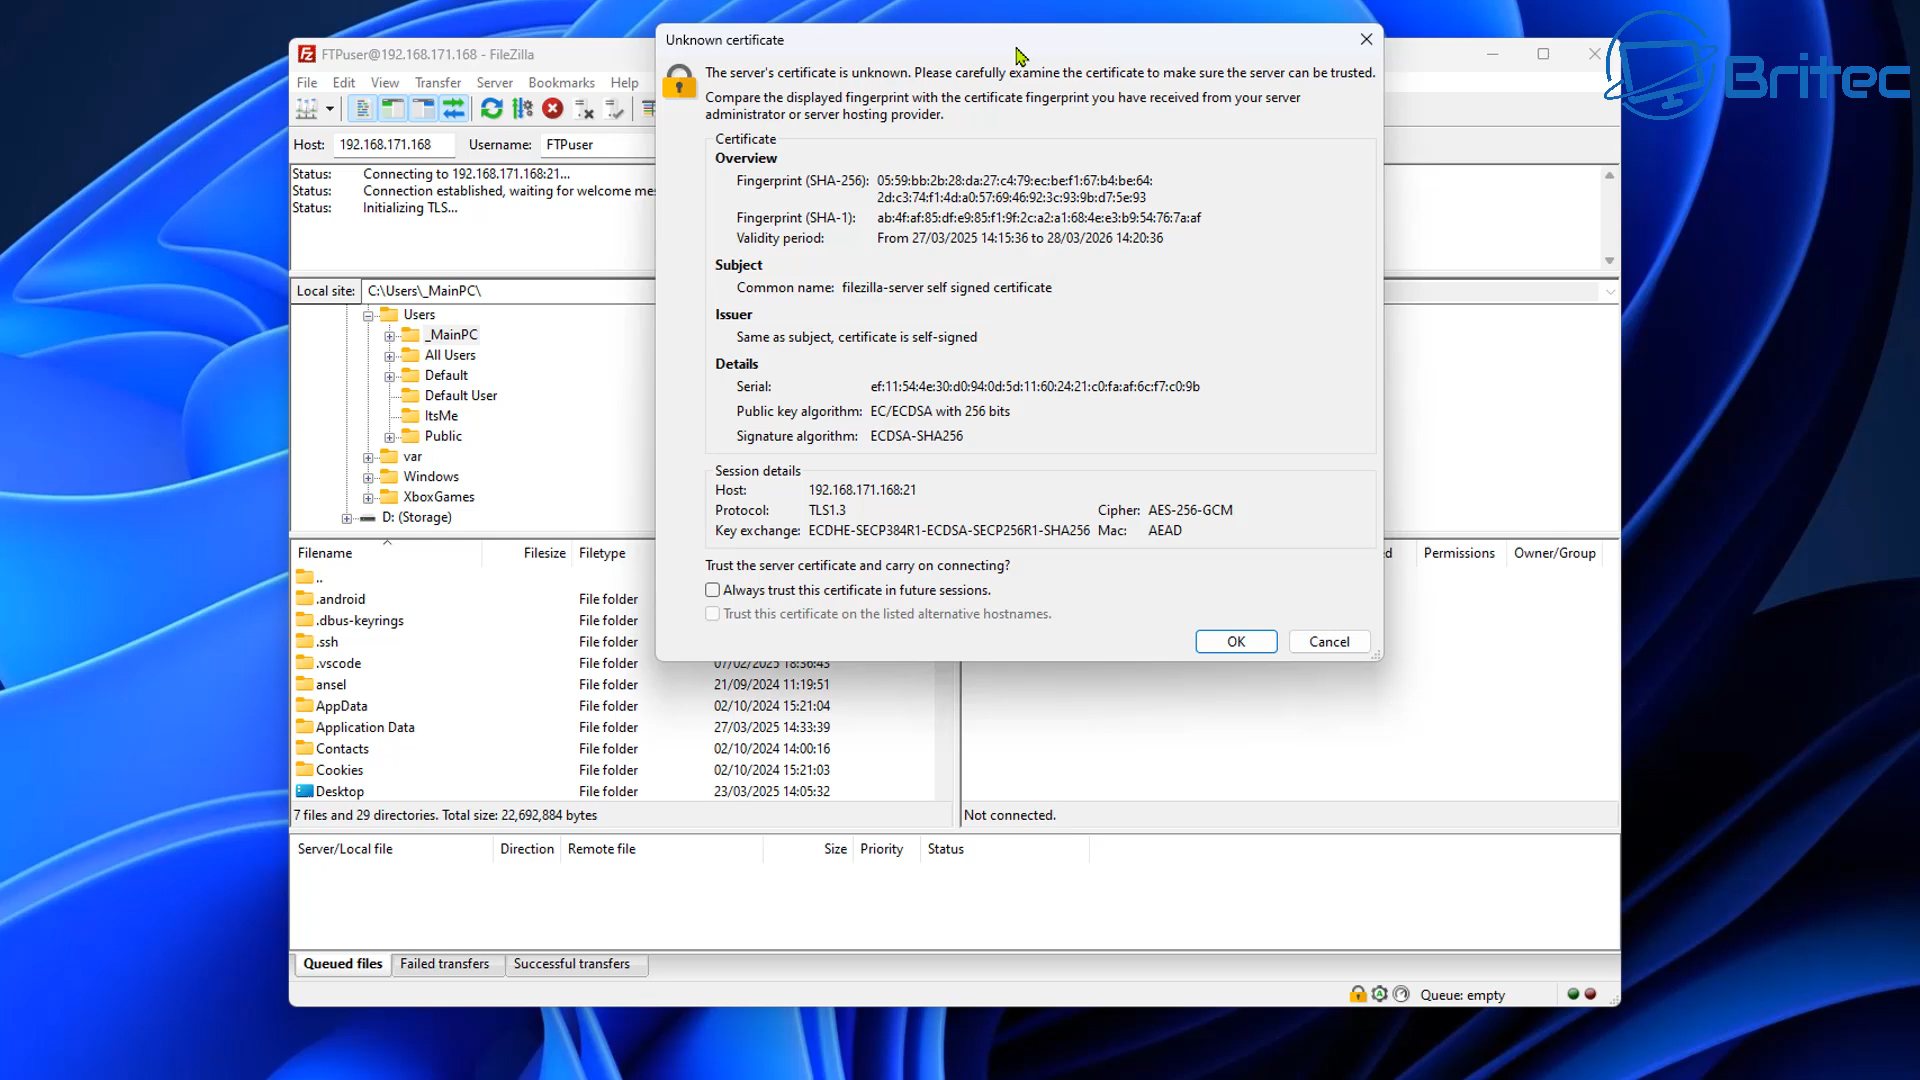 FTPuser@192.168.171.168 - FileZilla
File Edit View Transfer Server Bookmarks Help
Host: 192.168.171.168 Username: FTPuser
Status: Connecting to 192.168.171.168:21...
Status: Connection established, waiting for welcome me
Status: Initializing TLS...
Local site: C:\Users\_MainPC\
Users
_MainPC
All Users
Default
Default User
ItsMe
Public
var
Windows
XboxGames
D: (Storage)
Filename Filesize Filetype
..
.android File folder
.dbus-keyrings File folder
.ssh File folder
.vscode File folder 07/02/2025 18:36:43
ansel File folder 21/09/2024 11:19:51
AppData File folder 02/10/2024 15:21:04
Application Data File folder 27/03/2025 14:33:39
Contacts File folder 02/10/2024 14:00:16
Cookies File folder 02/10/2024 15:21:03
Desktop File folder 23/03/2025 14:05:32
7 files and 29 directories. Total size: 22,692,884 bytes
d Permissions Owner/Group
Not connected.
Server/Local file Direction Remote file Size Priority Status
Queued files Failed transfers Successful transfers
Queue: empty
Unknown certificate
The server's certificate is unknown. Please carefully examine the certificate to make sure the server can be trusted.
Compare the displayed fingerprint with the certificate fingerprint you have received from your server
administrator or server hosting provider.
Certificate
Overview
Fingerprint (SHA-256): 05:59:bb:2b:28:da:27:c4:79:ec:be:f1:67:b4:be:64:
2d:c3:74:f1:4d:a0:57:69:46:92:3c:93:9b:d7:5e:93
Fingerprint (SHA-1): ab:4f:af:85:df:e9:85:f1:9f:2c:a2:a1:68:4e:e3:b9:54:76:7a:af
Validity period: From 27/03/2025 14:15:36 to 28/03/2026 14:20:36
Subject
Common name: filezilla-server self signed certificate
Issuer
Same as subject, certificate is self-signed
Details
Serial: ef:11:54:4e:30:d0:94:0d:5d:11:60:24:21:c0:fa:af:6c:f7:c0:9b
Public key algorithm: EC/ECDSA with 256 bits
Signature algorithm: ECDSA-SHA256
Session details
Host: 192.168.171.168:21
Protocol: TLS1.3 Cipher: AES-256-GCM
Key exchange: ECDHE-SECP384R1-ECDSA-SECP256R1-SHA256 Mac: AEAD
Trust the server certificate and carry on connecting?
Always trust this certificate in future sessions.
Trust this certificate on the listed alternative hostnames.
OK Cancel
Britec